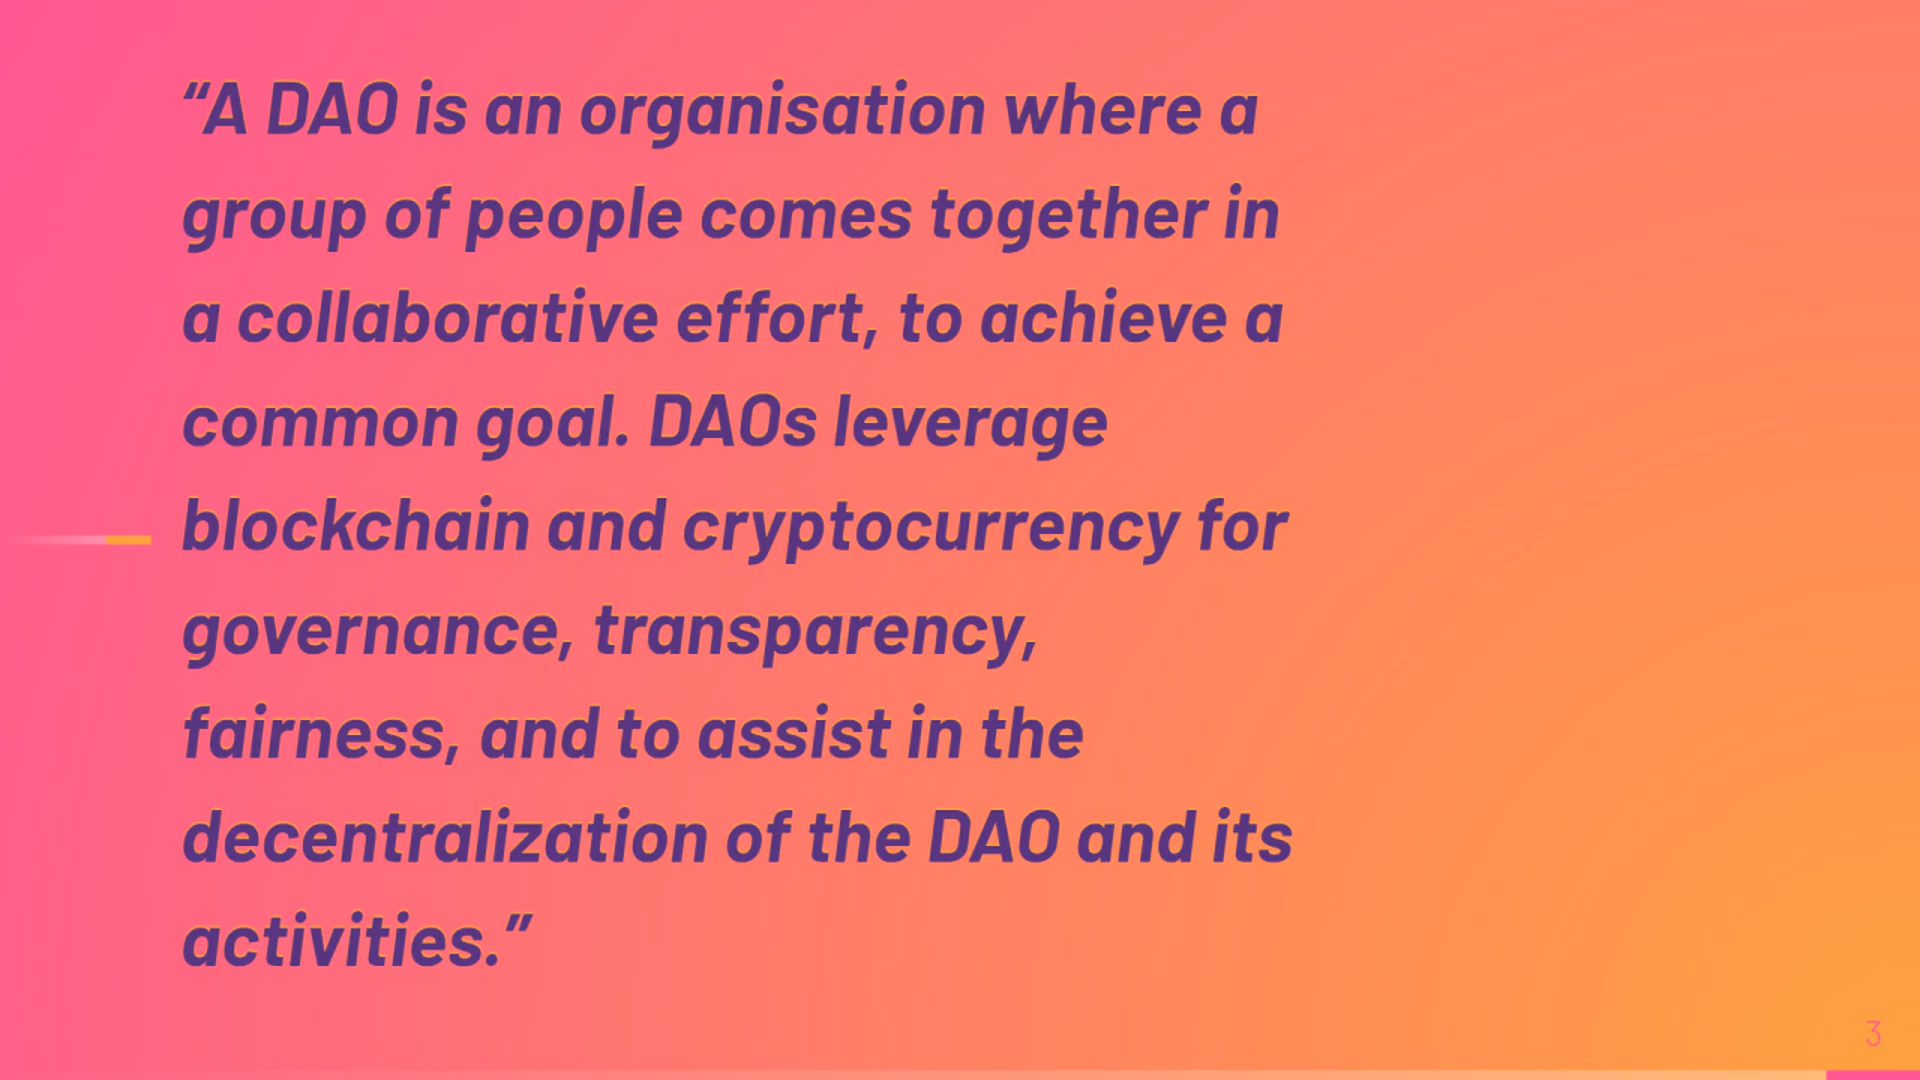 “A DAO is an organisation where a
group of people comes together in
a collaborative effort, to achieve a
common goal. DAOs leverage
blockchain and cryptocurrency for
governance, transparency,
fairness, and to assist in the
decentralization of the DAO and its
activities.”
3